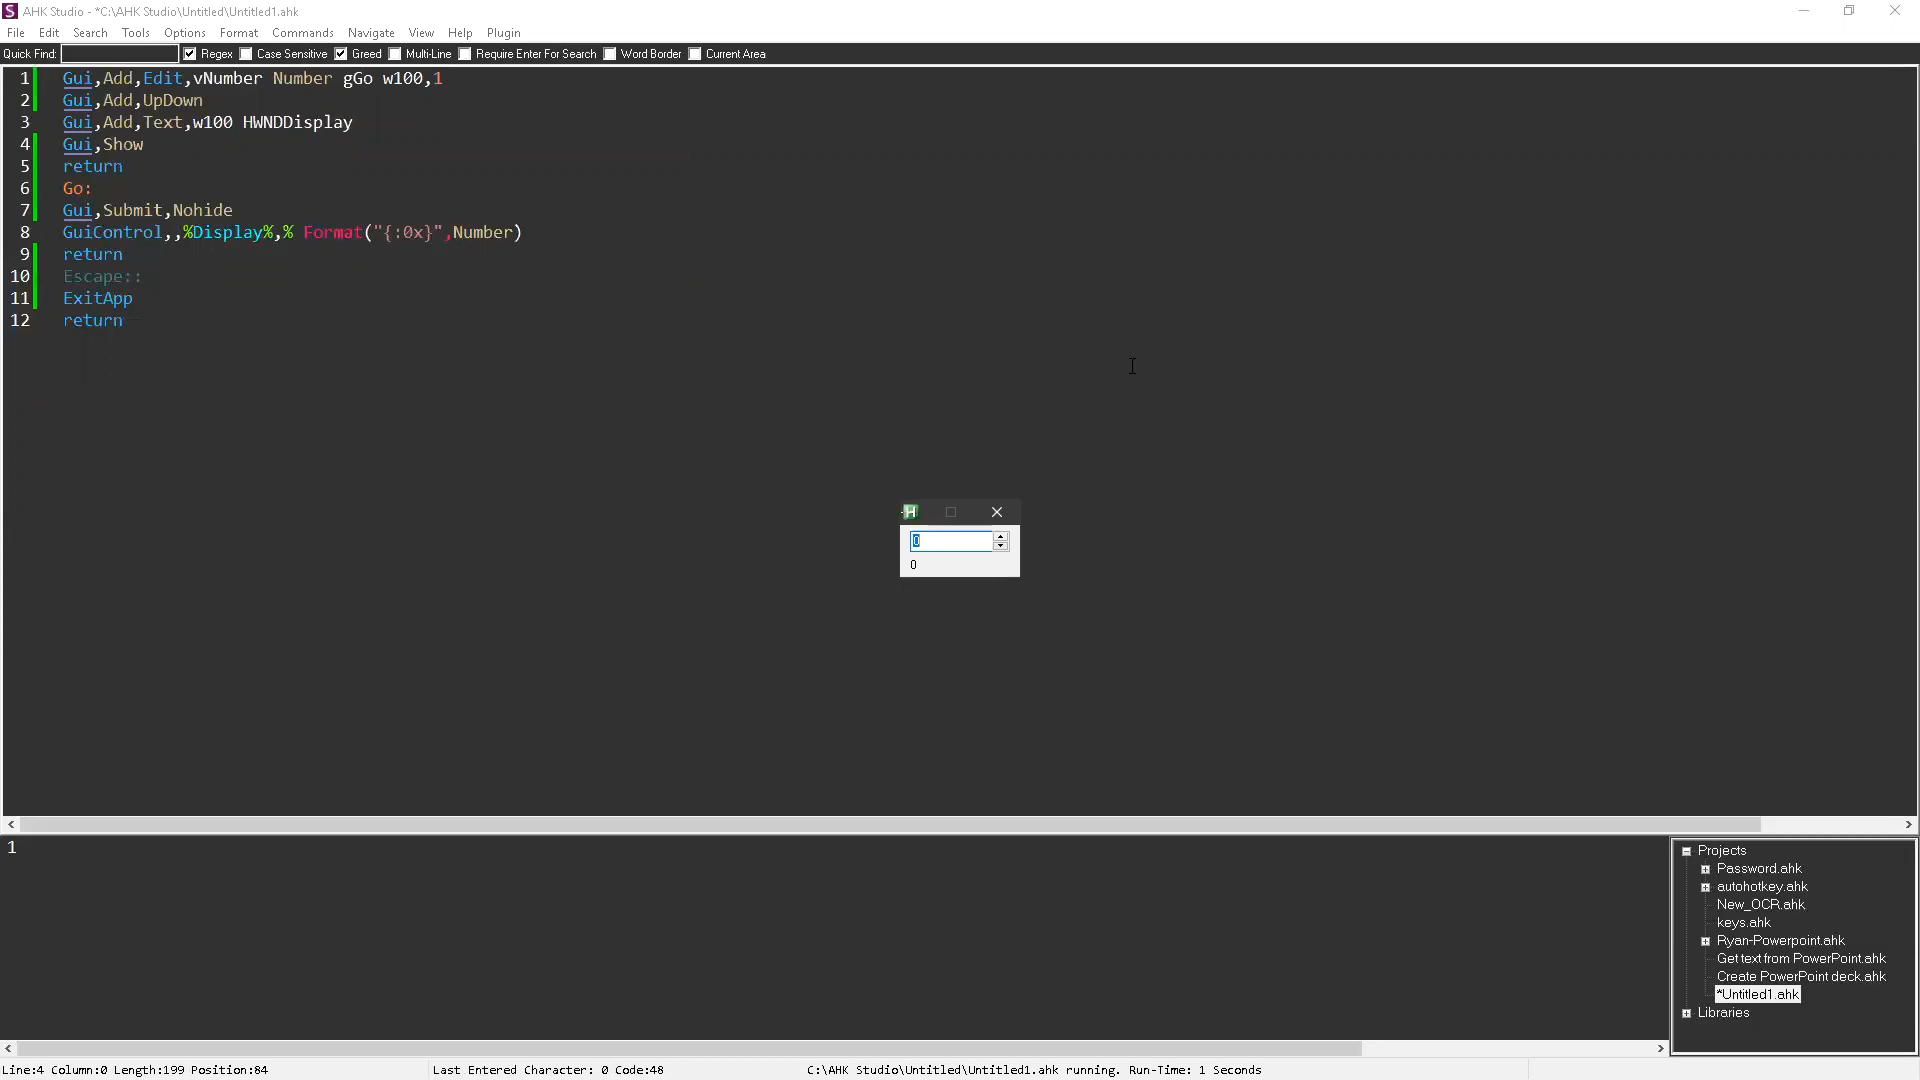 AHK Studio - *C:\AHK Studio\Untitled\Untitled1.ahk
File Edit Search Tools Options Format Commands Navigate View Help Plugin
Quick Find: Regex Case Sensitive Greed Multi-Line Require Enter For Search Word Border Current Area
1 Gui,Add,Edit,vNumber Number gGo w100,1
2 Gui,Add,UpDown
3 Gui,Add,Text,w100 HWNDDisplay
4 Gui,Show
5 return
6 Go:
7 Gui,Submit,Nohide
8 GuiControl,,%Display%,% Format("{:0x}",Number)
9 return
10 Escape::
11 ExitApp
12 return
0
0
1
Projects
Password.ahk
autohotkey.ahk
New_OCR.ahk
keys.ahk
Ryan-Powerpoint.ahk
Get text from PowerPoint.ahk
Create PowerPoint deck.ahk
*Untitled1.ahk
Libraries
Line:4 Column:0 Length:199 Position:84 Last Entered Character: 0 Code:48 C:\AHK Studio\Untitled\Untitled1.ahk running. Run-Time: 1 Seconds